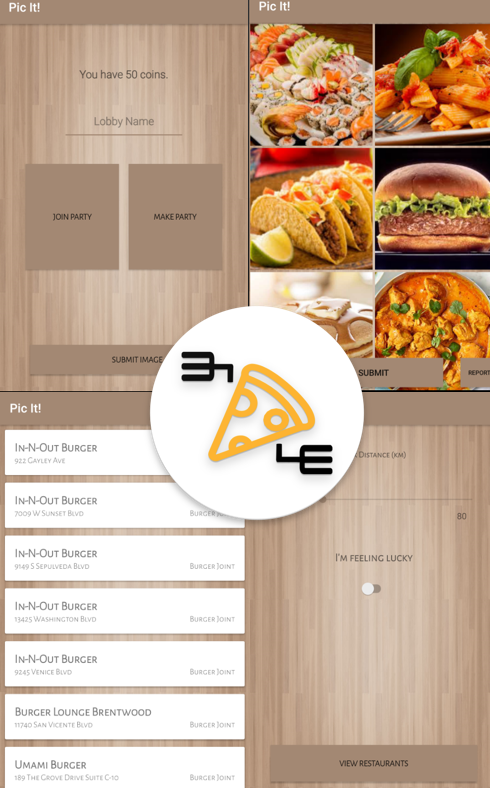 Pic It!
You have 50 coins.
Lobby Name
JOIN PARTY
MAKE PARTY
SUBMIT IMAGE
Pic It!
SUBMIT
REPORT
Pic It!
In-N-Out Burger
922 Gayley Ave
In-N-Out Burger
7009 W Sunset Blvd
Burger Joint
In-N-Out Burger
9149 S Sepulveda Blvd
Burger Joint
In-N-Out Burger
13425 Washington Blvd
Burger Joint
In-N-Out Burger
9245 Venice Blvd
Burger Joint
Burger Lounge Brentwood
11740 San Vicente Blvd
Burger Joint
Umami Burger
189 The Grove Drive Suite C-10
Burger Joint
Distance (km)
80
I'm feeling lucky
VIEW RESTAURANTS